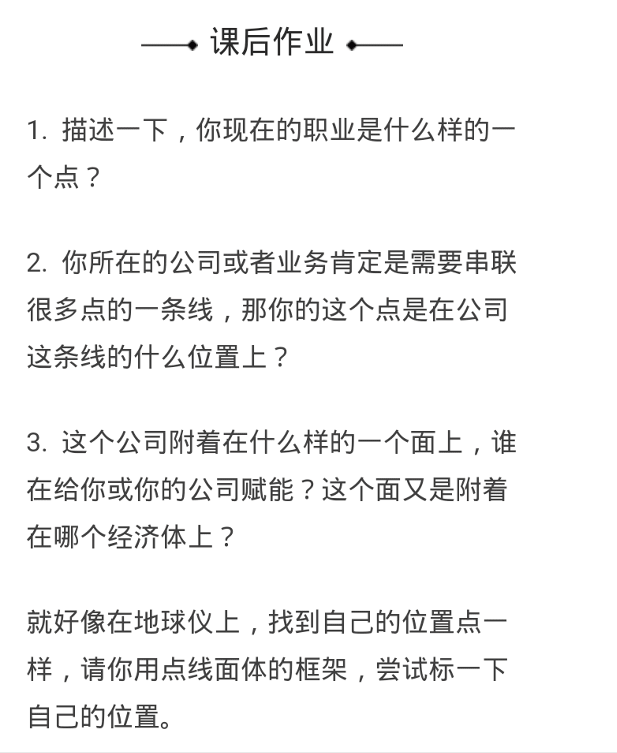 课后作业
1. 描述一下，你现在的职业是什么样的一
个点？
2. 你所在的公司或者业务肯定是需要串联
很多点的一条线，那你的这个点是在公司
这条线的什么位置上？
3. 这个公司附着在什么样的一个面上，谁
在给你或你的公司赋能？这个面又是附着
在哪个经济体上？
就好像在地球仪上，找到自己的位置点一
样，请你用点线面体的框架，尝试标一下
自己的位置。